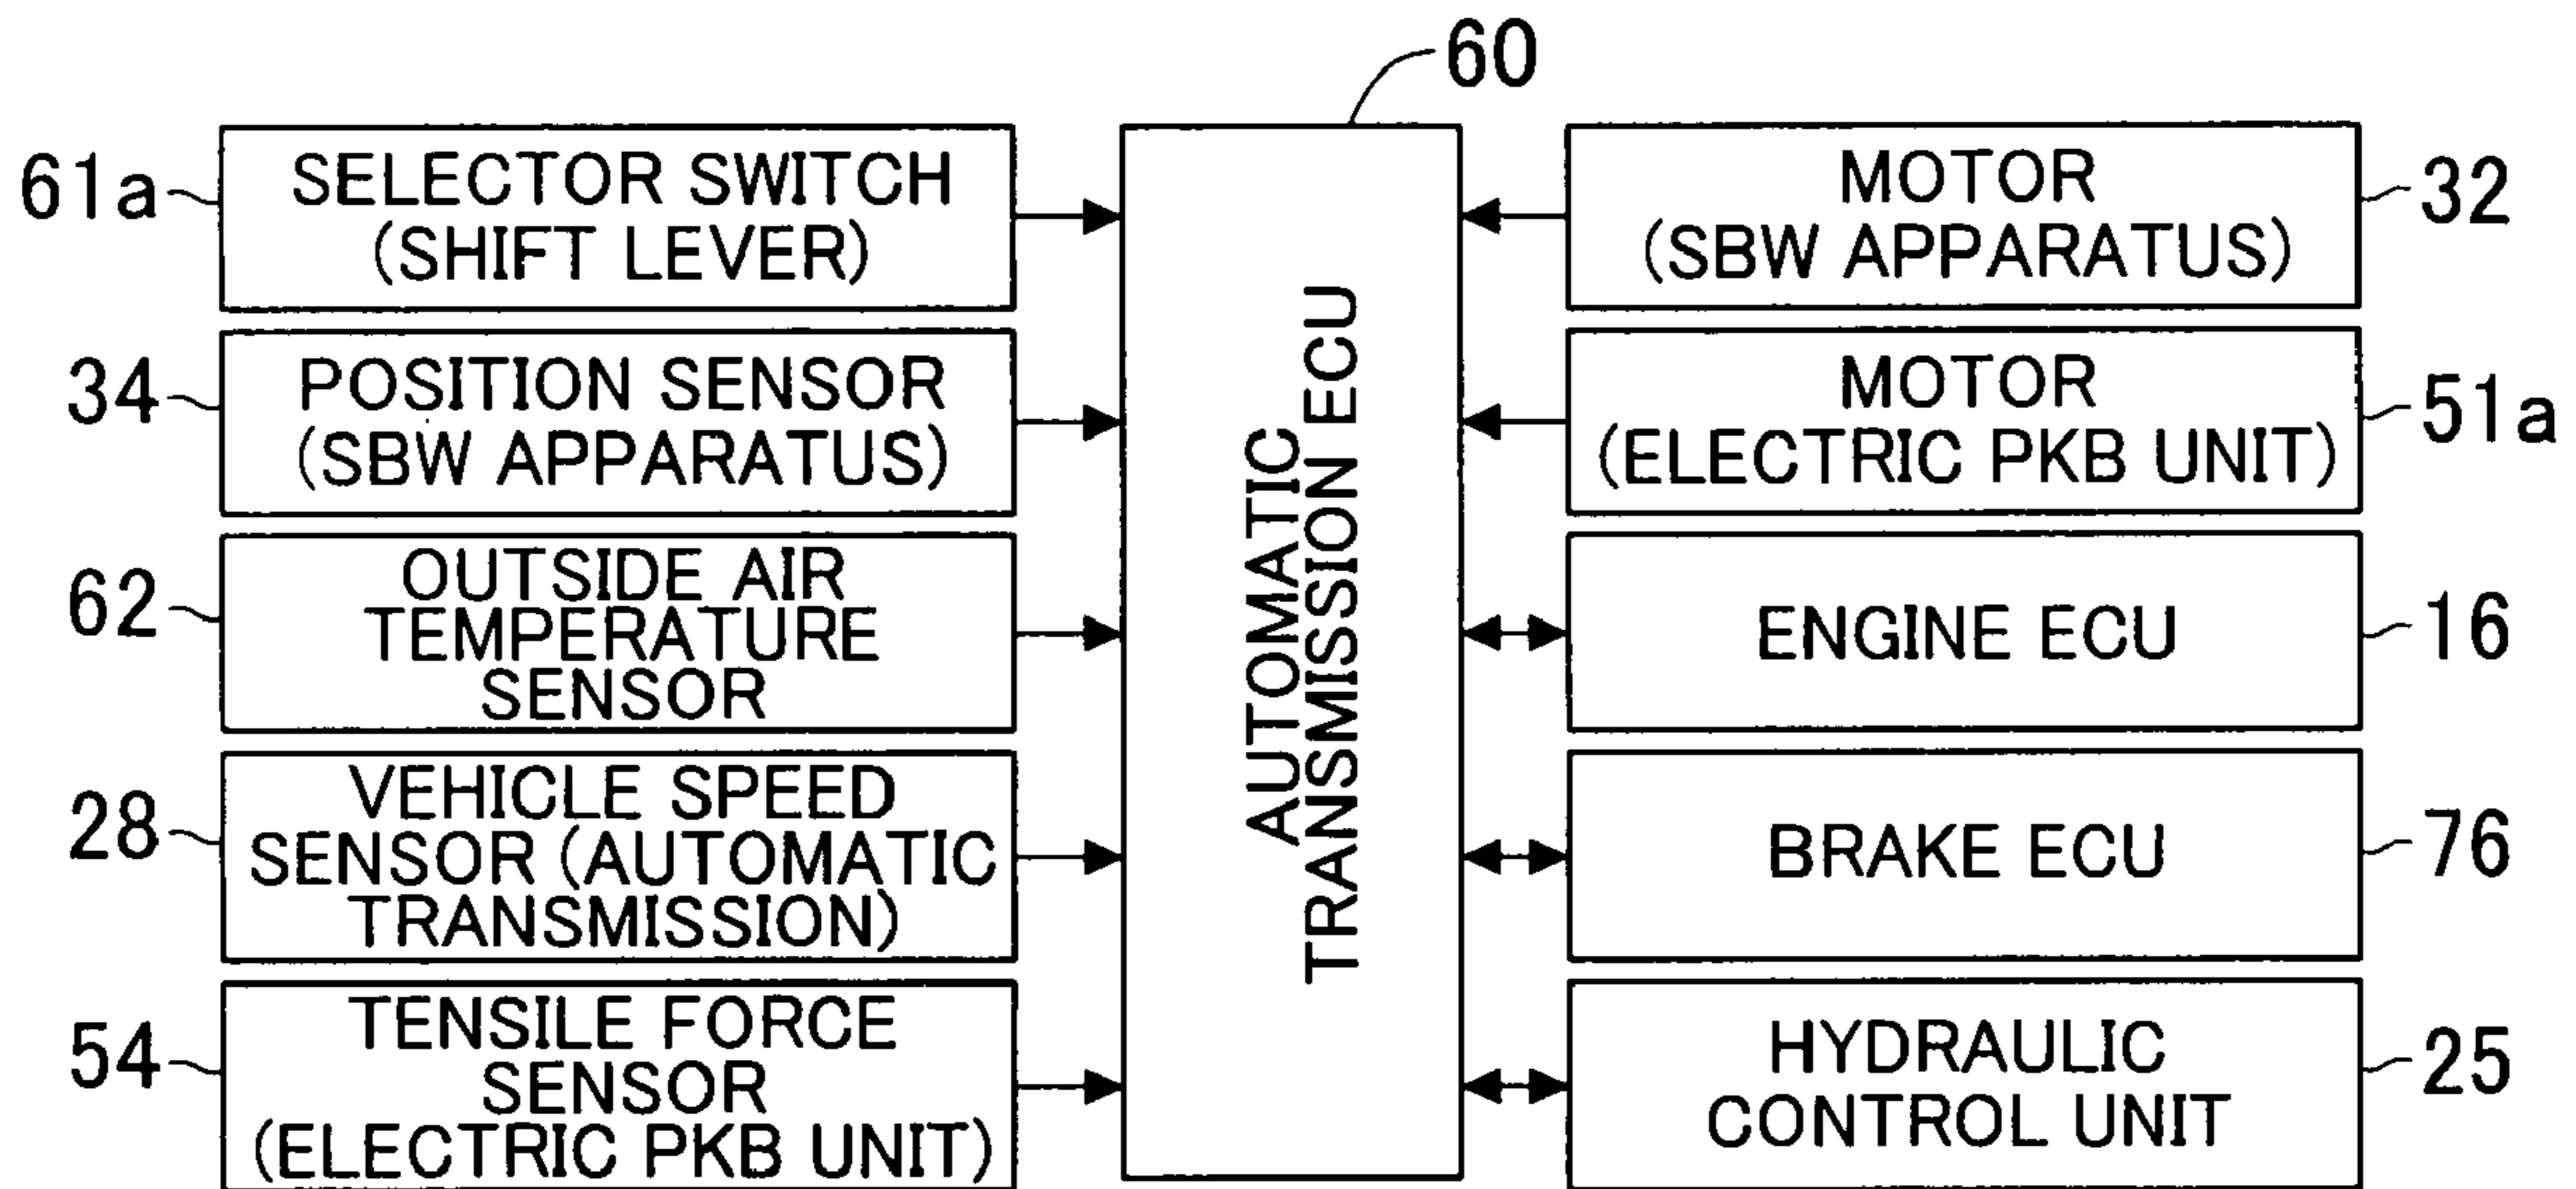 60
61a
SELECTOR SWITCH
(SHIFT LEVER)
34
POSITION SENSOR
(SBW APPARATUS)
62
OUTSIDE AIR
TEMPERATURE
SENSOR
28
VEHICLE SPEED
SENSOR (AUTOMATIC
TRANSMISSION)
54
TENSILE FORCE
SENSOR
(ELECTRIC PKB UNIT)
AUTOMATIC
TRANSMISSION ECU
MOTOR
(SBW APPARATUS)
32
MOTOR
(ELECTRIC PKB UNIT)
51a
ENGINE ECU
16
BRAKE ECU
76
HYDRAULIC
CONTROL UNIT
25